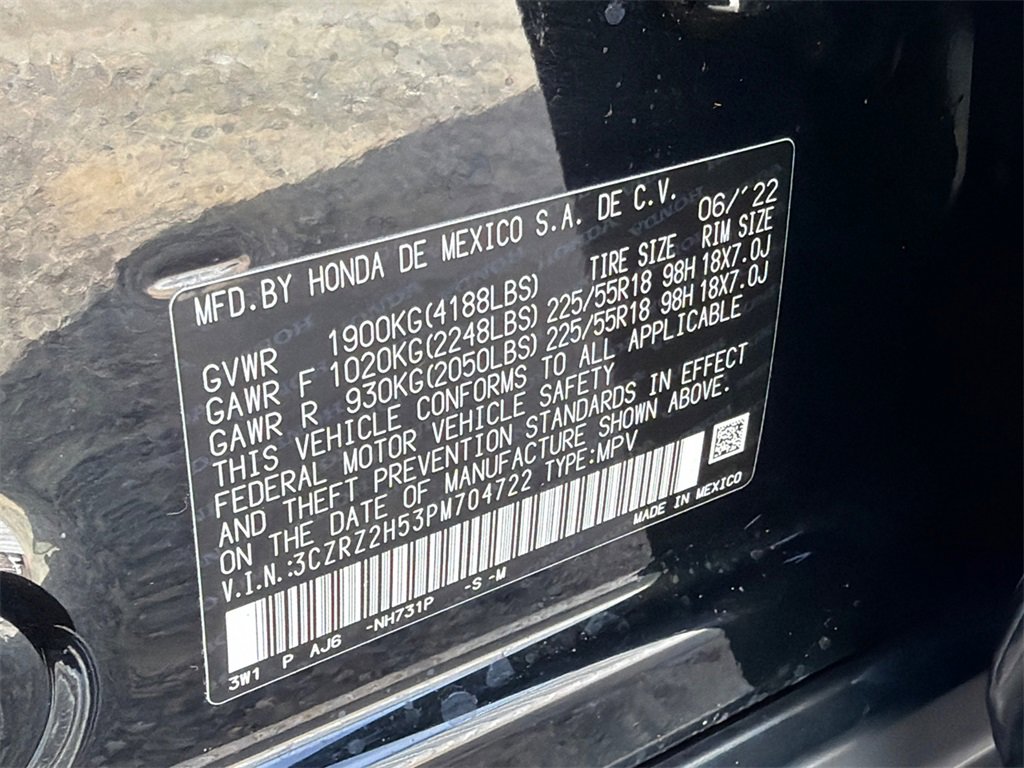 MFD. BY HONDA DE MEXICO S.A. DE C.V. 06/'22
TIRE SIZE RIM SIZE
GVWR 1900KG(4188LBS)
GAWR F 1020KG(2248LBS) 225/55R18 98H 18X7.0J
GAWR R 930KG(2050LBS) 225/55R18 98H 18X7.0J
THIS VEHICLE CONFORMS TO ALL APPLICABLE
FEDERAL MOTOR VEHICLE SAFETY
AND THEFT PREVENTION STANDARDS IN EFFECT
ON THE DATE OF MANUFACTURE SHOWN ABOVE.
V.I.N.:3CZRZ2H53PM704722 TYPE:MPV
MADE IN MEXICO
3W1 P AJ6 -NH731P -S -M